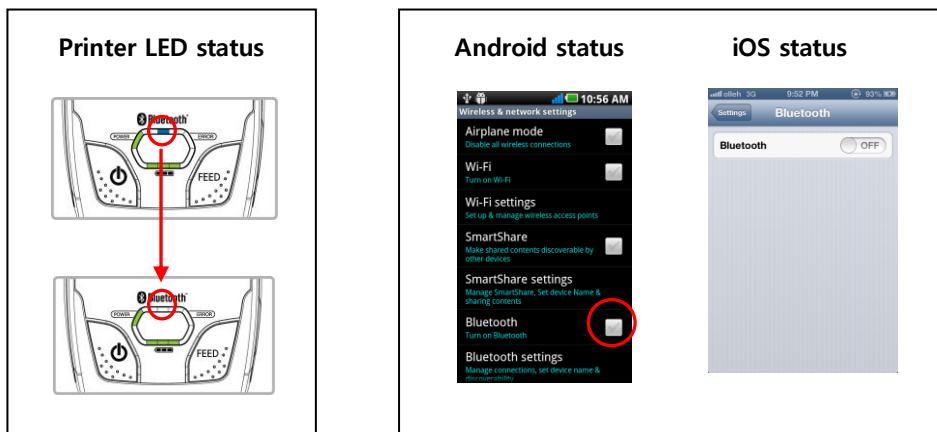 Printer LED status
Bluetooth
POWER
ERROR
FEED
Bluetooth
POWER
ERROR
FEED
Android status
10:56 AM
Wireless & network settings
Airplane mode
Disable all wireless connections
Wi-Fi
Turn on Wi-Fi
Wi-Fi settings
Set up & manage wireless access points
SmartShare
Make shared contents discoverable by
other devices
SmartShare settings
Manage SmartShare, Set device Name &
sharing contents
Bluetooth
Turn on Bluetooth
Bluetooth settings
Manage connections, set device name &
discoverability
iOS status
olleh 3G 9:52 PM 93%
Settings
Bluetooth
Bluetooth OFF